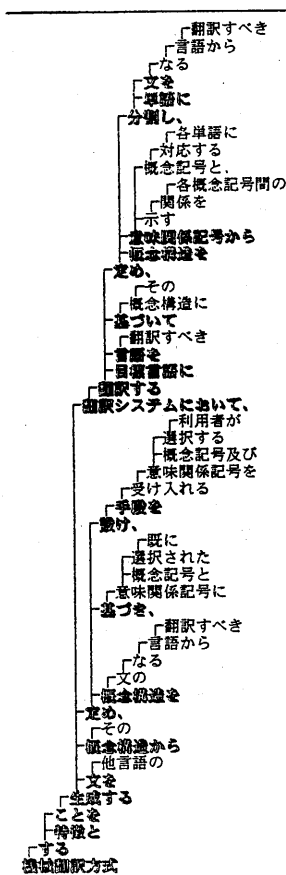 翻訳すべき
言語から
なる
文を
単語に
分割し、
各単語に
対応する
概念記号と、
各概念記号間の
関係を
示す
意味関係記号から
概念構造を
定め、
その
概念構造に
基づいて
翻訳すべき
言語を
目標言語に
翻訳する
翻訳システムにおいて、
利用者が
選択する
概念記号及び
意味関係記号を
受け入れる
手段を
設け、
既に
選択された
概念記号と
意味関係記号に
基づき、
翻訳すべき
言語から
なる
文の
概念構造を
定め、
その
概念構造から
他言語の
文を
生成する
ことを
特徴と
する
機械翻訳方式